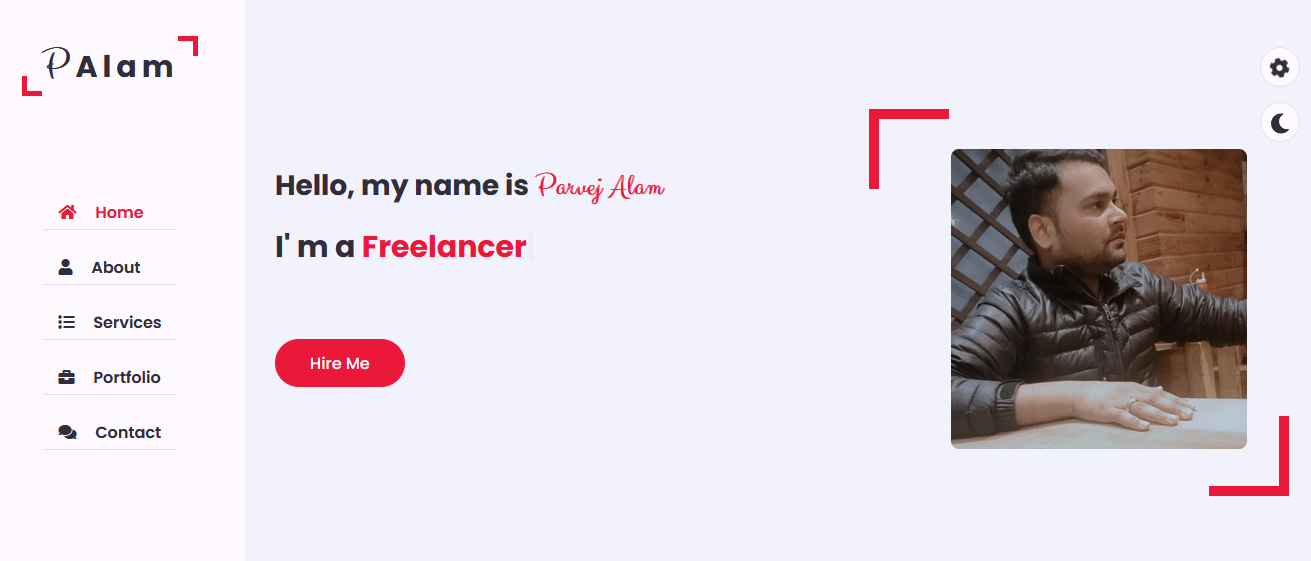 PAlam
Home
About
Services
Portfolio
Contact
Hello, my name is Parvej Alam
I' m a Freelancer
Hire Me